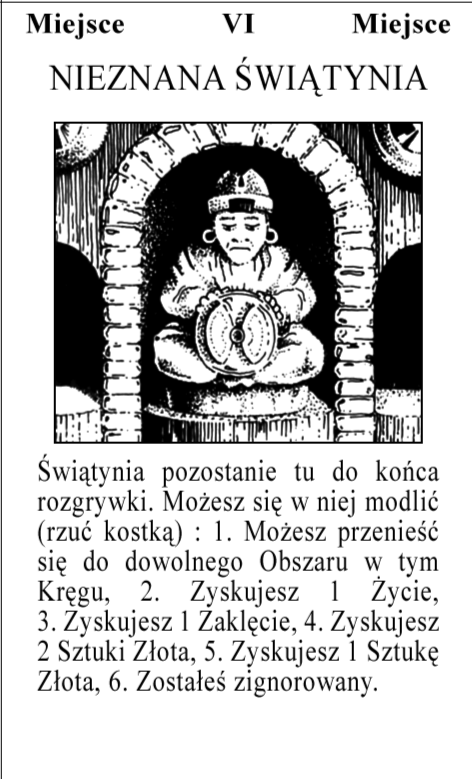 Miejsce VI Miejsce
NIEZNANA ŚWIĄTYNIA
Świątynia pozostanie tu do końca
rozgrywki. Możesz się w niej modlić
(rzuć kostką) : 1. Możesz przenieść
się do dowolnego Obszaru w tym
Kręgu, 2. Zyskujesz 1 Życie,
3. Zyskujesz 1 Zaklęcie, 4. Zyskujesz
2 Sztuki Złota, 5. Zyskujesz 1 Sztukę
Złota, 6. Zostałeś zignorowany.